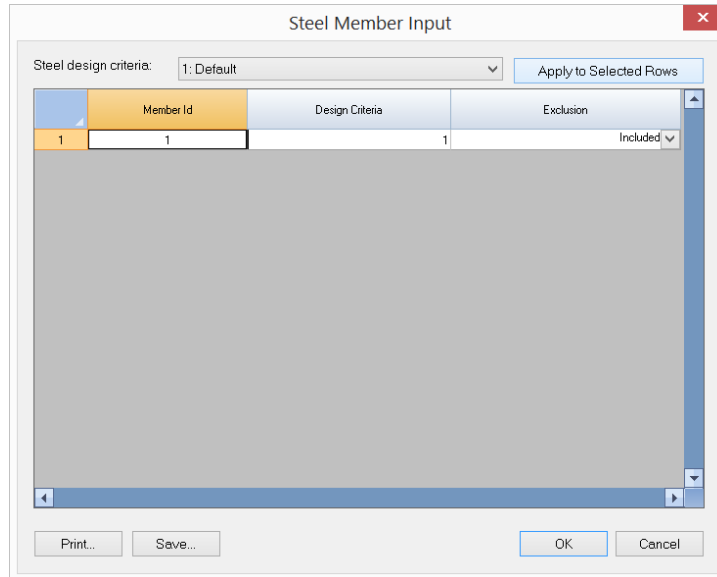 Steel Member Input
Steel design criteria: 1: Default Apply to Selected Rows
Member Id Design Criteria Exclusion
1 1 1 Included
Print... Save... OK Cancel